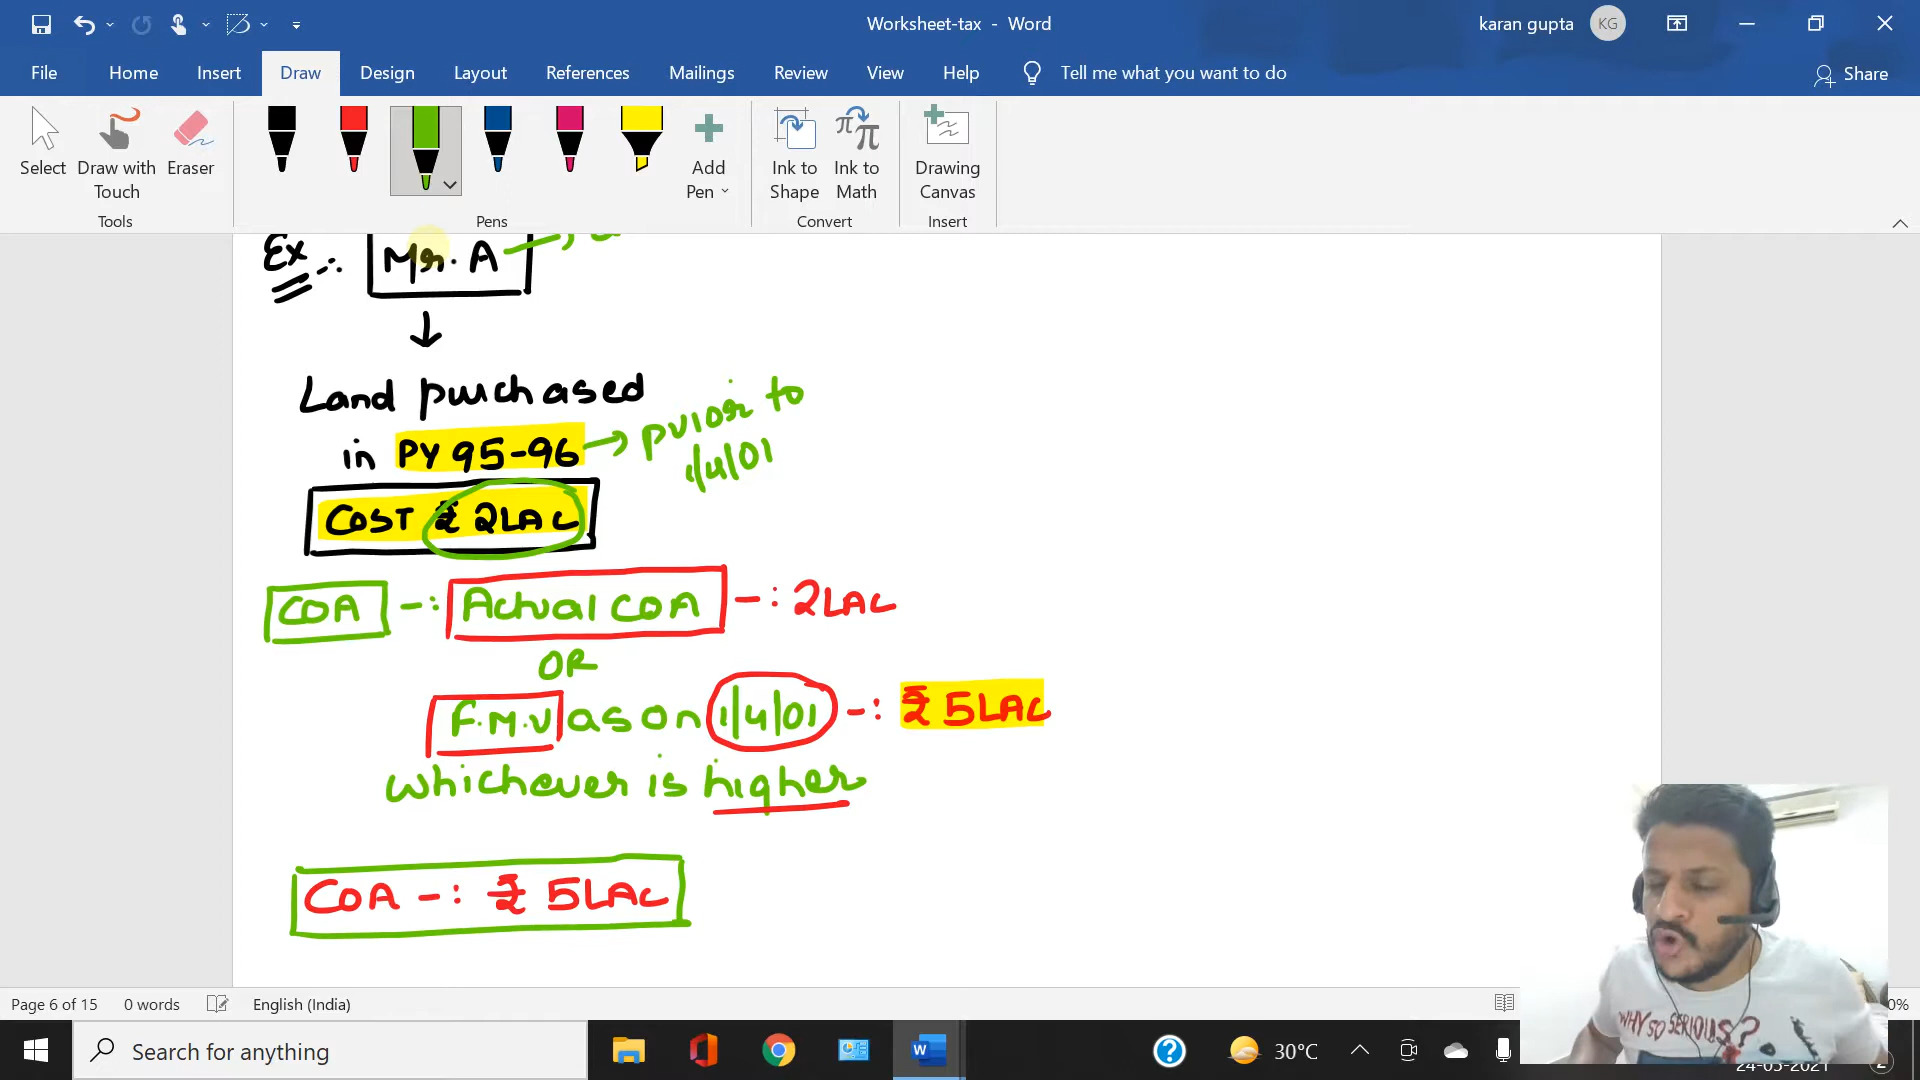 Worksheet-tax - Word
karan gupta
KG
File Home Insert Draw Design Layout References Mailings Review View Help Tell me what you want to do Share
Select
Draw with Touch
Eraser
Add Pen
Ink to Shape
Ink to Math
Drawing Canvas
Tools
Pens
Convert
Insert
Ex -: Mr. A
Land purchased
in PY 95-96 → prior to
1/4/01
COST ₹ 2LAC
COA -: Actual COA -: 2LAC
OR
F.M.V as on 1/4/01 -: ₹ 5LAC
whichever is higher
COA -: ₹ 5LAC
WHY SO SERIOUS?
Page 6 of 15 0 words English (India)
Search for anything
30°C